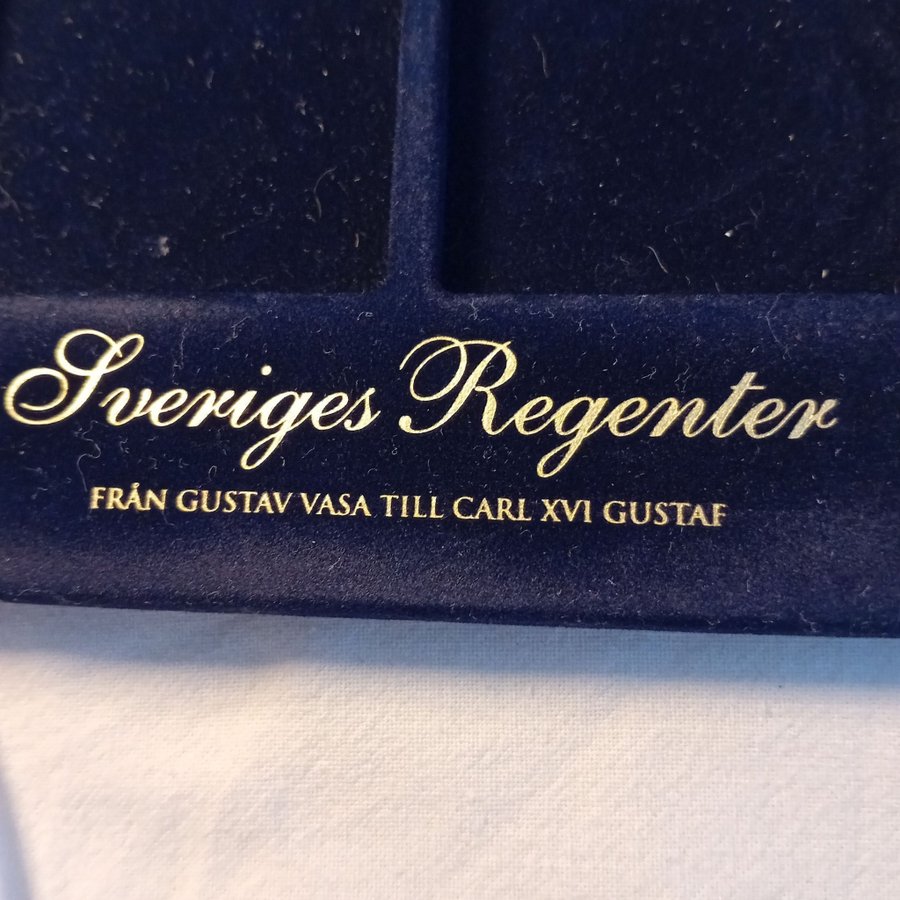 Sveriges Regenter
FRÅN GUSTAV VASA TILL CARL XVI GUSTAF